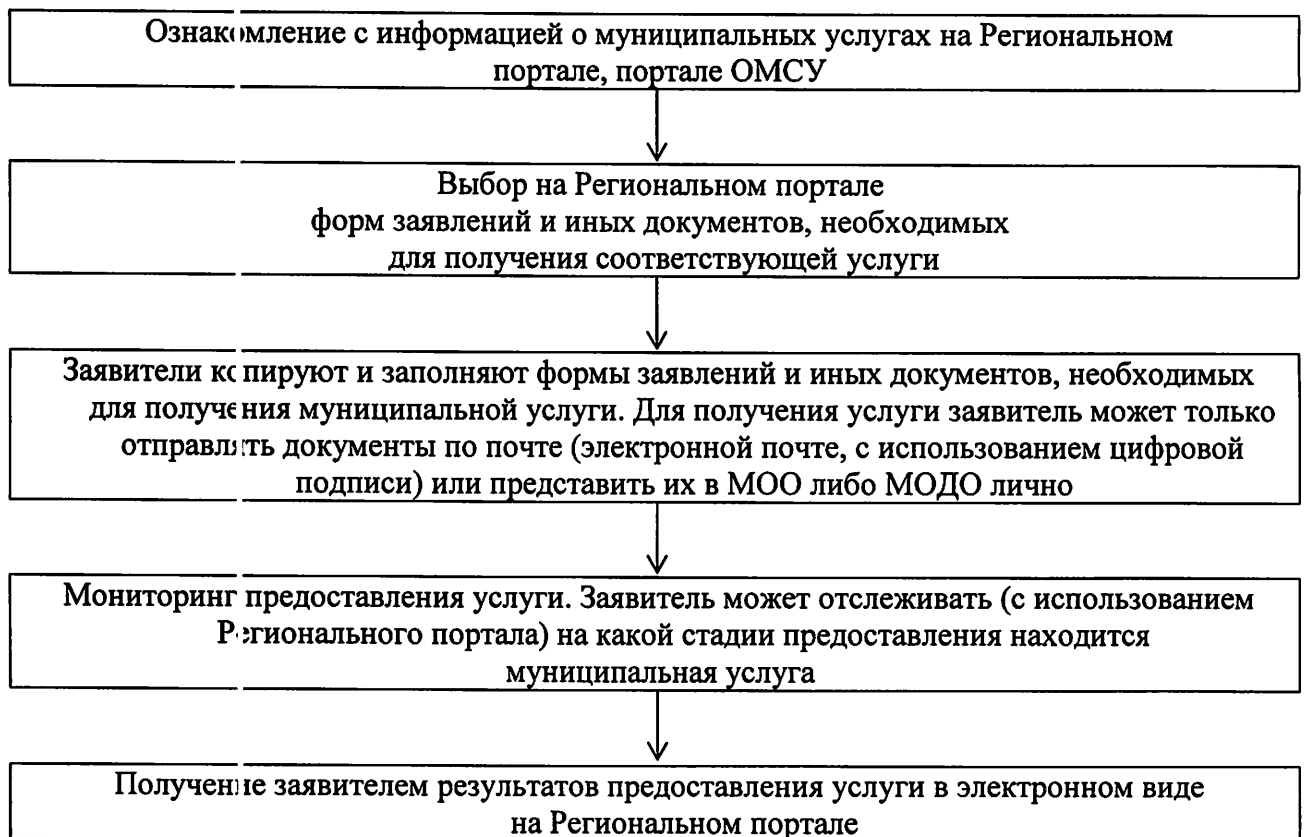 Ознакомление с информацией о муниципальных услугах на Региональном
портале, портале ОМСУ
Выбор на Региональном портале
форм заявлений и иных документов, необходимых
для получения соответствующей услуги
Заявители копируют и заполняют формы заявлений и иных документов, необходимых
для получения муниципальной услуги. Для получения услуги заявитель может только
отправлять документы по почте (электронной почте, с использованием цифровой
подписи) или представить их в МОО либо МОДО лично
Мониторинг предоставления услуги. Заявитель может отслеживать (с использованием
Регионального портала) на какой стадии предоставления находится
муниципальная услуга
Получение заявителем результатов предоставления услуги в электронном виде
на Региональном портале